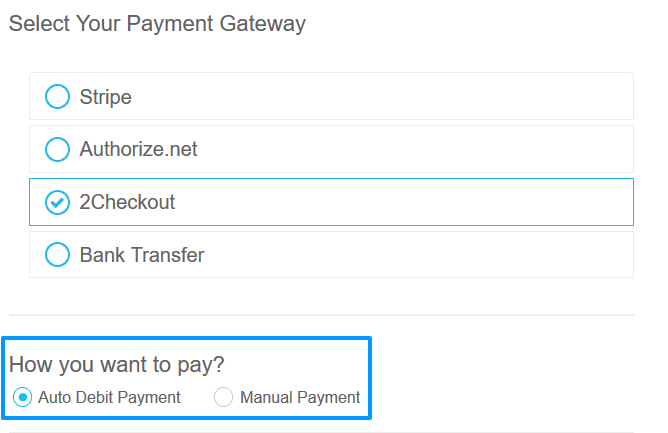 Select Your Payment Gateway
Stripe
Authorize.net
2Checkout
Bank Transfer
How you want to pay?
Auto Debit Payment Manual Payment